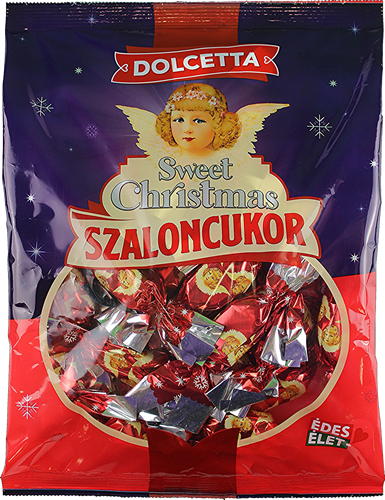 DOLCETTA
Sweet
Christmas
SZALONCUKOR
ÉDES
ÉLET